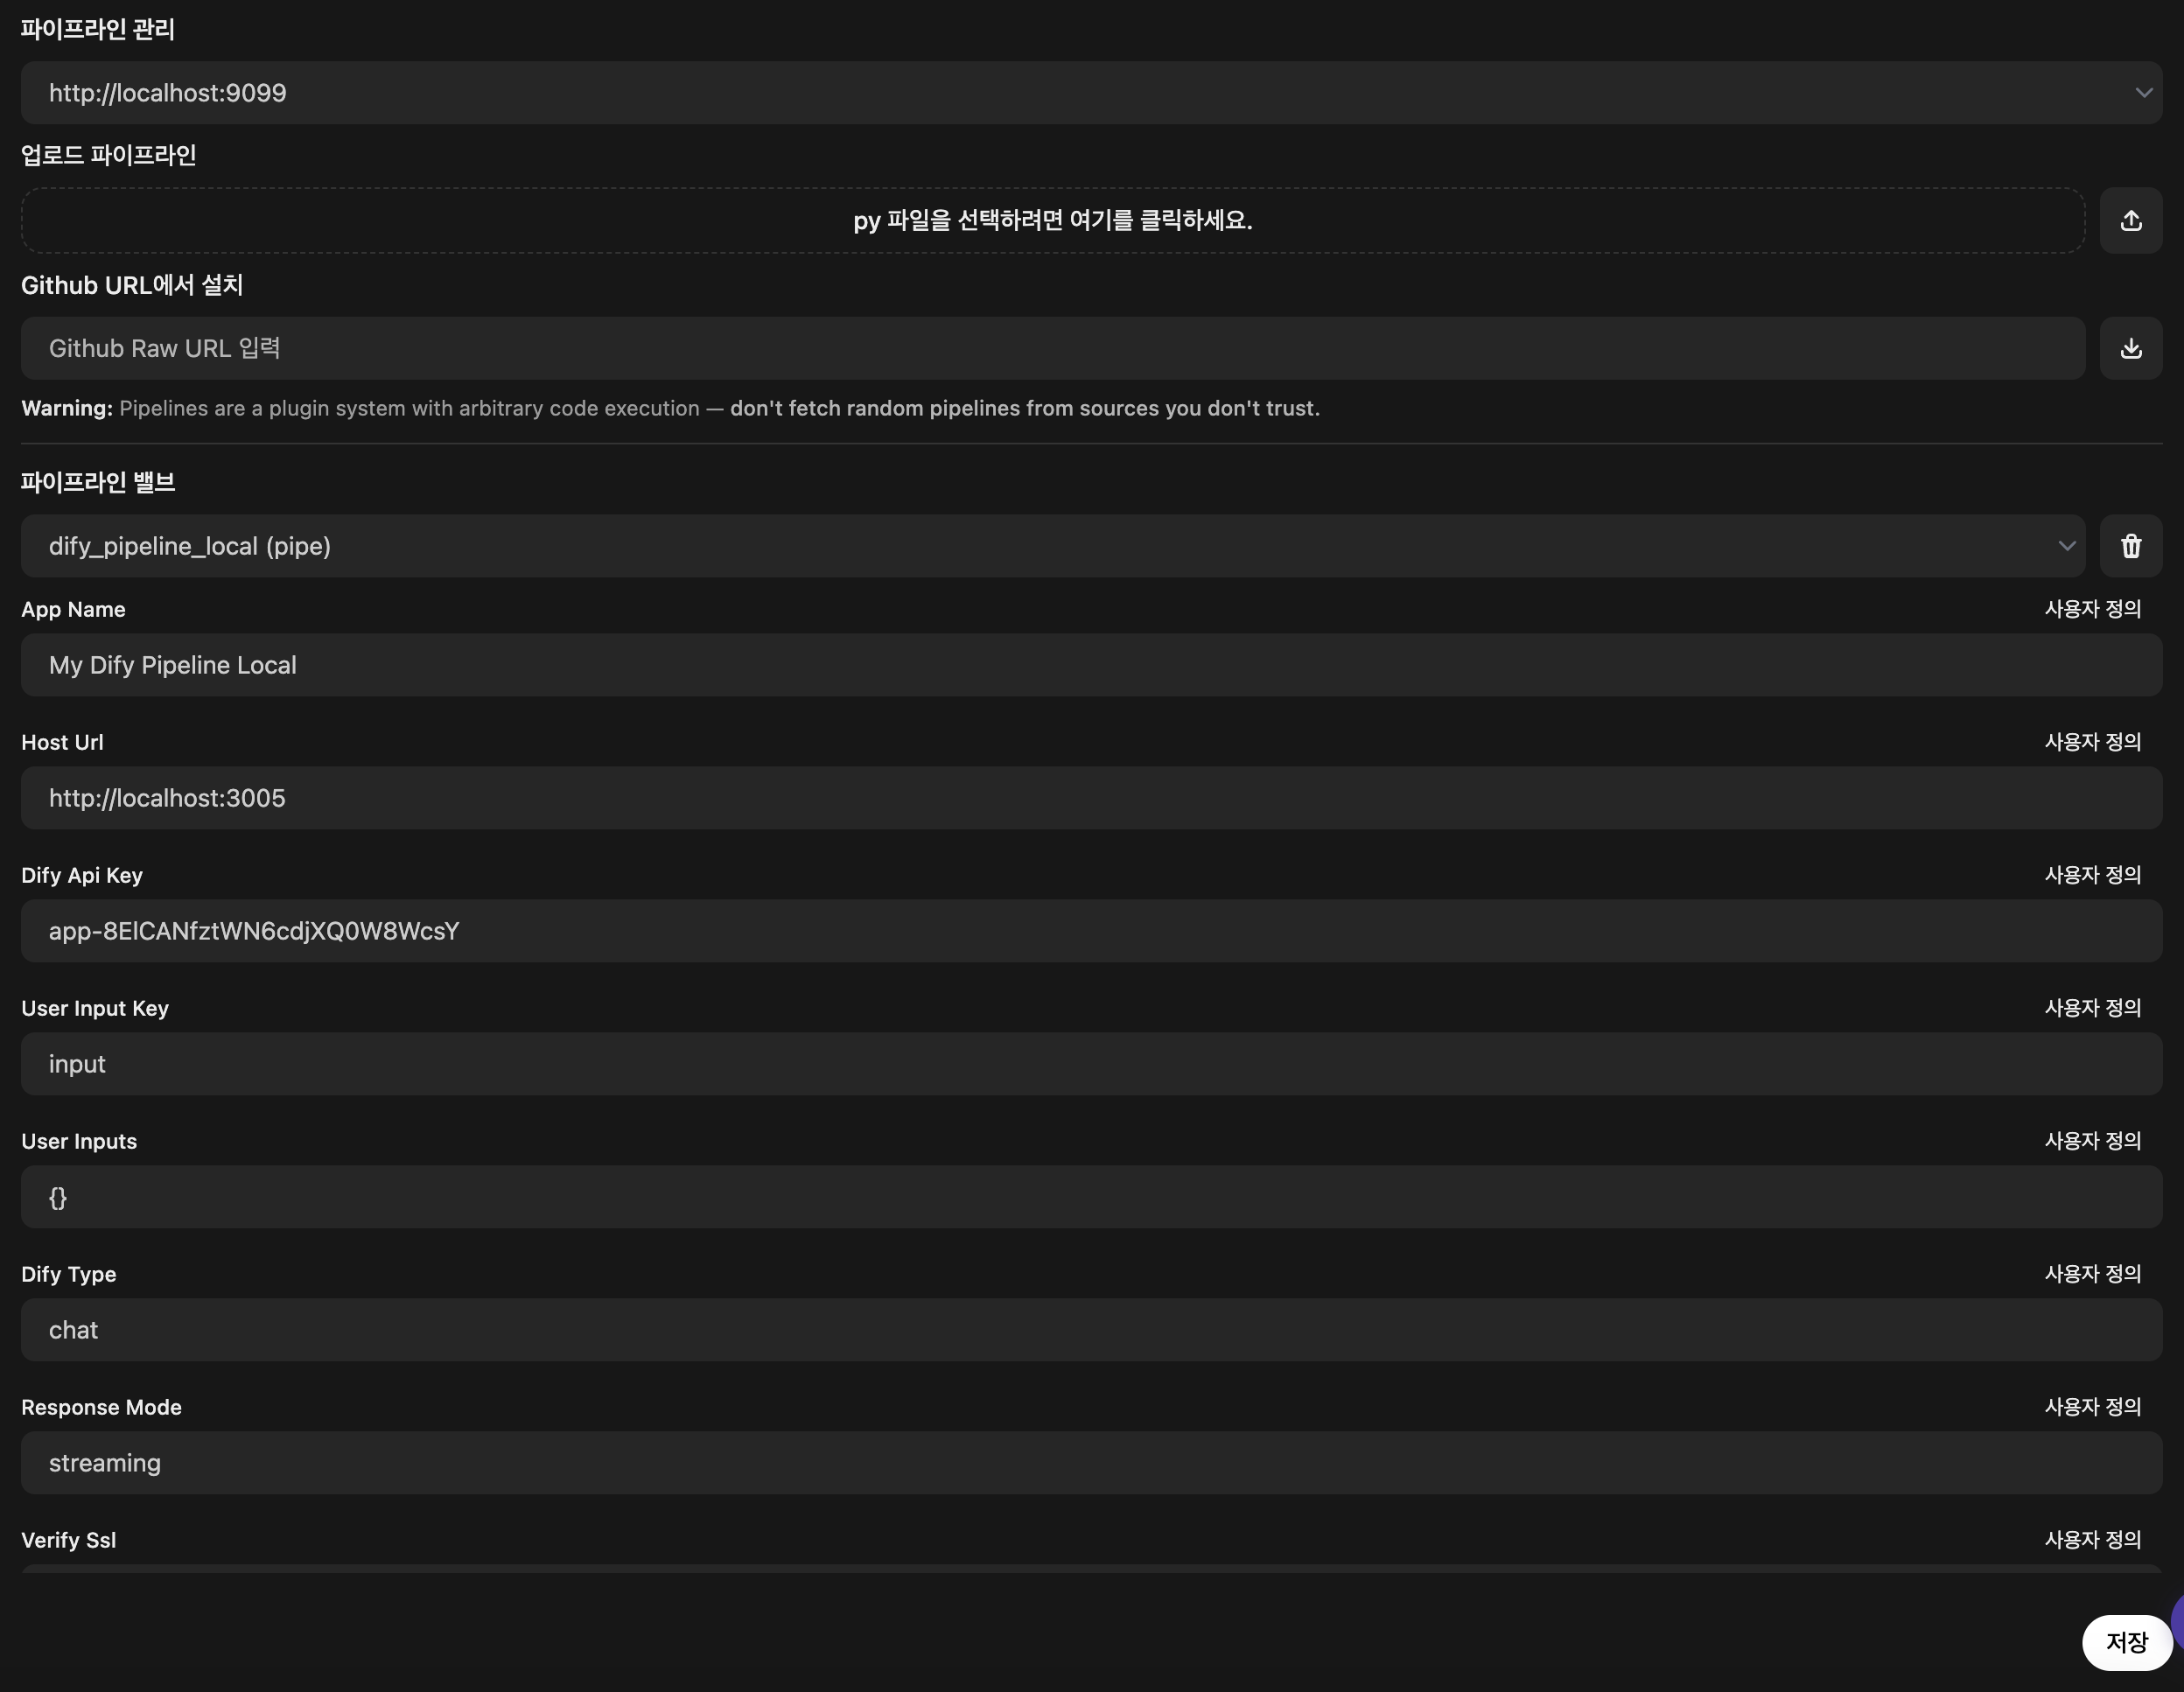 파이프라인 관리
http://localhost:9099
업로드 파이프라인
py 파일을 선택하려면 여기를 클릭하세요.
Github URL에서 설치
Github Raw URL 입력
Warning: Pipelines are a plugin system with arbitrary code execution — don't fetch random pipelines from sources you don't trust.
파이프라인 밸브
dify_pipeline_local (pipe)
App Name 사용자 정의
My Dify Pipeline Local
Host Url 사용자 정의
http://localhost:3005
Dify Api Key 사용자 정의
app-8ElCANfztWN6cdjXQ0W8WcsY
User Input Key 사용자 정의
input
User Inputs 사용자 정의
{}
Dify Type 사용자 정의
chat
Response Mode 사용자 정의
streaming
Verify Ssl 사용자 정의
저장